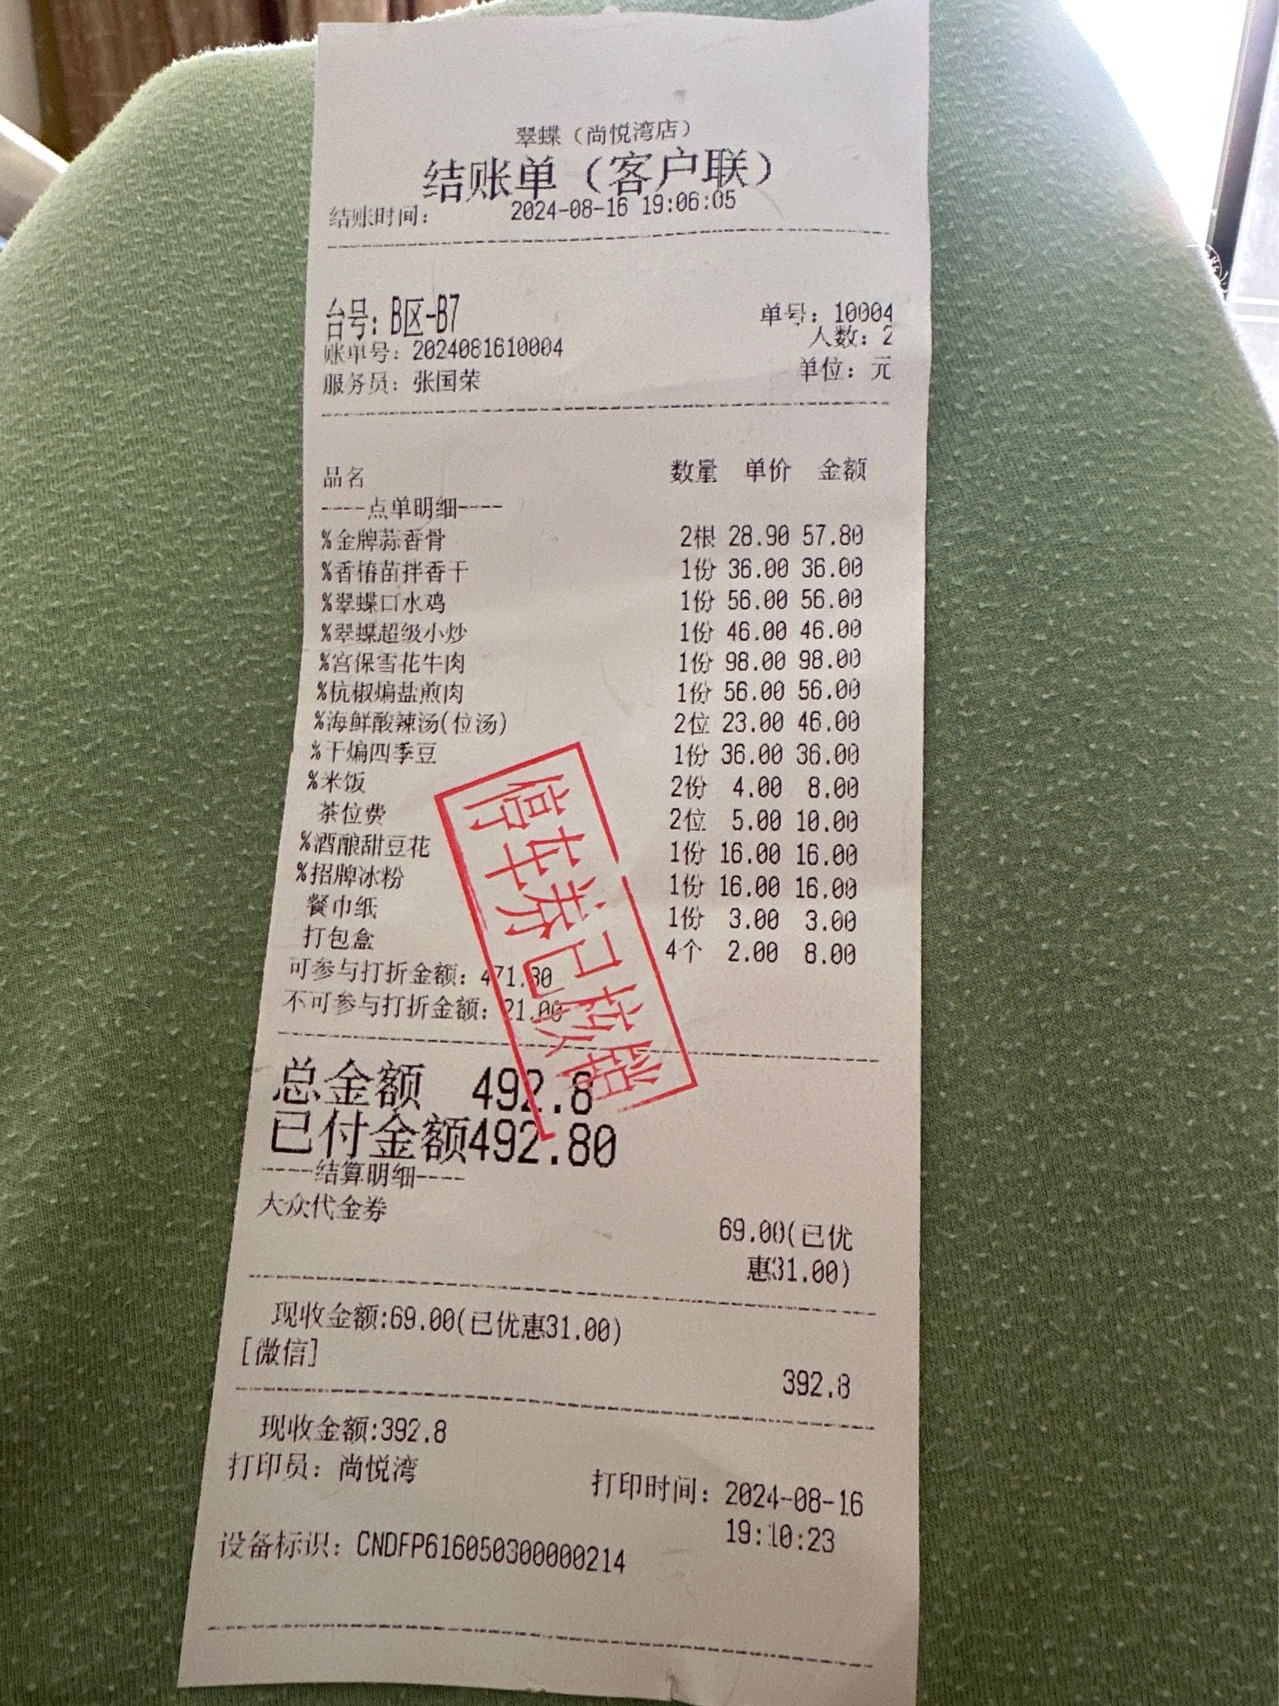 翠蝶（尚悦湾店）
结账单（客户联）
结账时间： 2024-08-16 19:06:05
台号：B区-B7 单号：10004
账单号：2024081610004 人数：2
服务员：张国荣 单位：元
品名 数量 单价 金额
----点单明细----
%金牌蒜香骨 2根 28.90 57.80
%香椿苗拌香干 1份 36.00 36.00
%翠蝶口水鸡 1份 56.00 56.00
%翠蝶超级小炒 1份 46.00 46.00
%宫保雪花牛肉 1份 98.00 98.00
%杭椒煸盐煎肉 1份 56.00 56.00
%海鲜酸辣汤(位汤) 2位 23.00 46.00
%干煸四季豆 1份 36.00 36.00
%米饭 2份 4.00 8.00
茶位费 2位 5.00 10.00
%酒酿甜豆花 1份 16.00 16.00
%招牌冰粉 1份 16.00 16.00
餐巾纸 1份 3.00 3.00
打包盒 4个 2.00 8.00
可参与打折金额：471.80
不可参与打折金额：21.00
停车券已核销
总金额 492.8
已付金额492.80
----结算明细----
大众代金券
69.00(已优
惠31.00)
现收金额:69.00(已优惠31.00)
[微信]
392.8
现收金额:392.8
打印员：尚悦湾 打印时间：2024-08-16
19:10:23
设备标识：CNDFP616050300000214